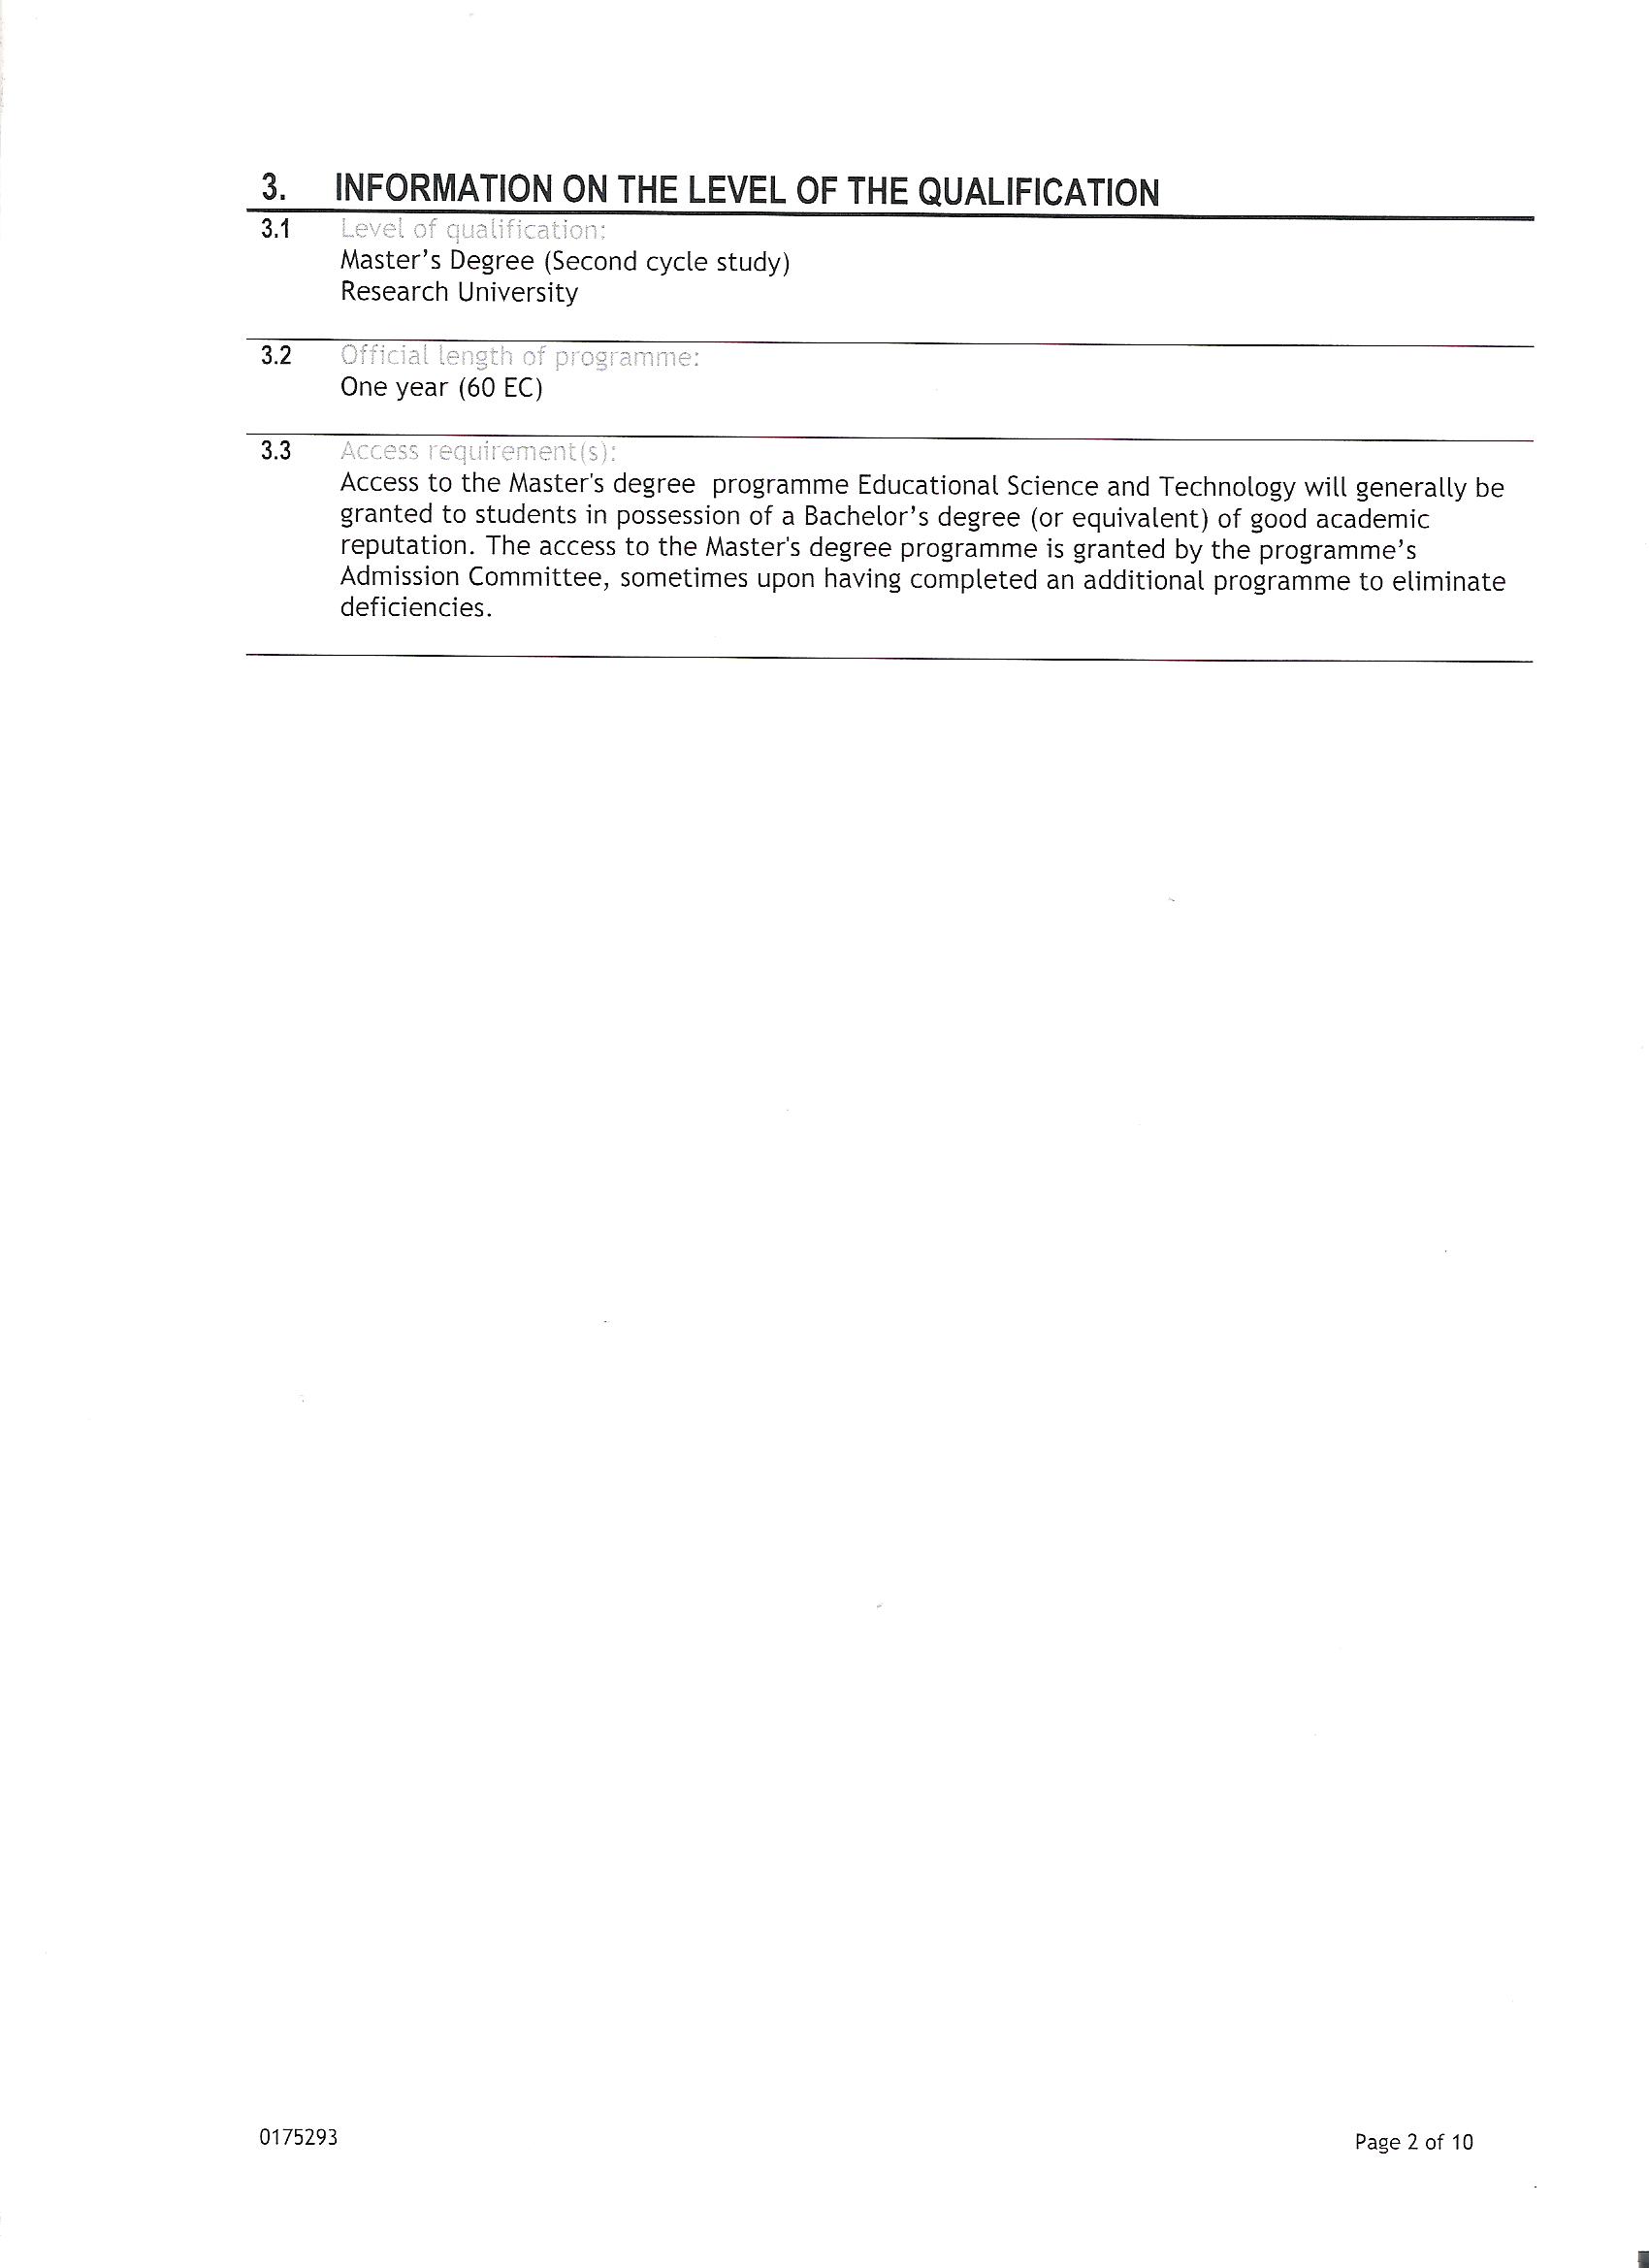 3. INFORMATION ON THE LEVEL OF THE QUALIFICATION
3.1 Level of qualification:
Master’s Degree (Second cycle study)
Research University
3.2 Official length of programme:
One year (60 EC)
3.3 Access requirement(s):
Access to the Master's degree  programme Educational Science and Technology will generally be
granted to students in possession of a Bachelor’s degree (or equivalent) of good academic
reputation. The access to the Master's degree programme is granted by the programme’s
Admission Committee, sometimes upon having completed an additional programme to eliminate
deficiencies.
0175293 Page 2 of 10